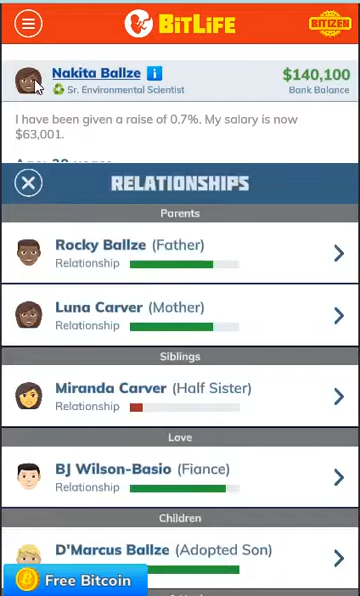 BITLIFE
BITIZEN
Nakita Ballze i
$140,100
Sr. Environmental Scientist
Bank Balance
I have been given a raise of 0.7%. My salary is now
$63,001.
RELATIONSHIPS
Parents
Rocky Ballze (Father)
Relationship
Luna Carver (Mother)
Relationship
Siblings
Miranda Carver (Half Sister)
Relationship
Love
BJ Wilson-Basio (Fiance)
Relationship
Children
D'Marcus Ballze (Adopted Son)
Free Bitcoin